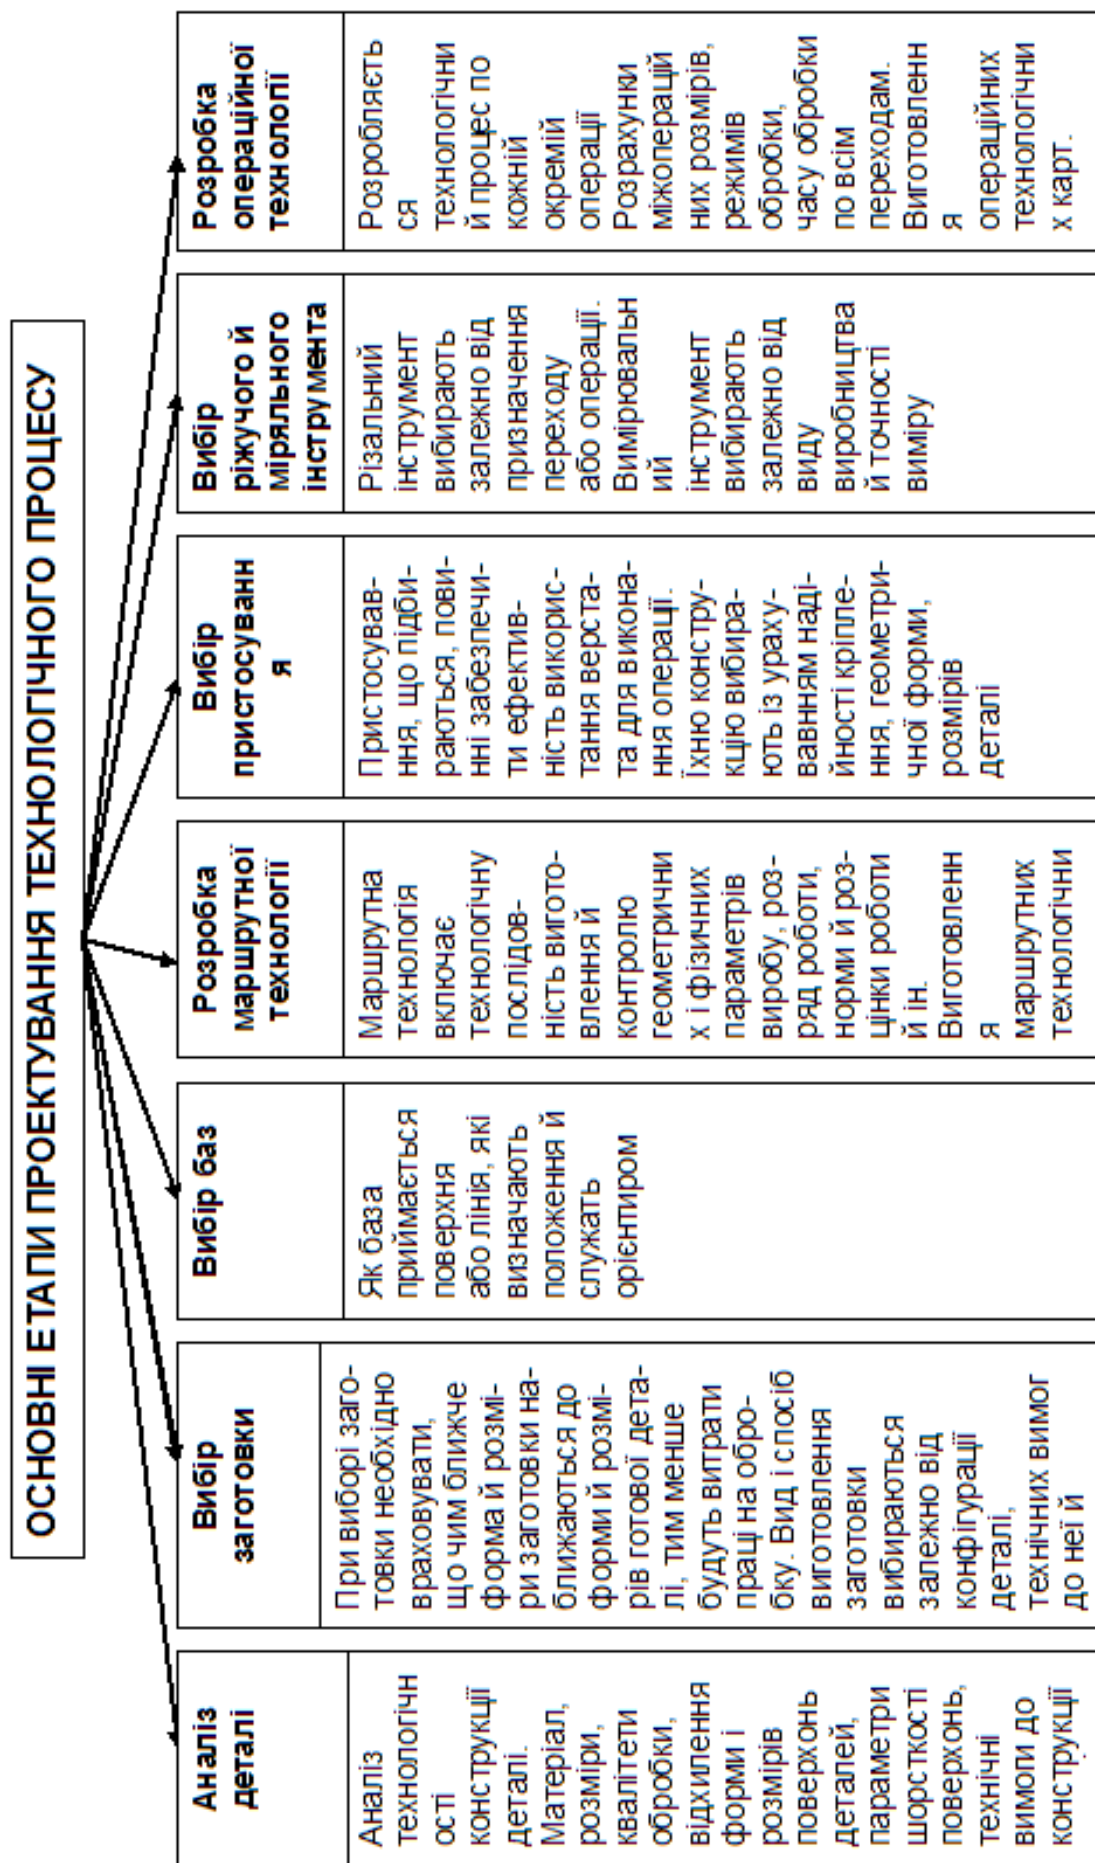 ОСНОВНІ ЕТАПИ ПРОЕКТУВАННЯ ТЕХНОЛОГІЧНОГО ПРОЦЕСУ
Аналіз
деталі
Аналіз
технологічн
ості
конструкції
деталі.
Матеріал,
розміри,
квалітети
обробки,
відхилення
форми і
розмірів
поверхонь
деталей,
параметри
шорсткості
поверхонь,
технічні
вимоги до
конструкції
Вибір
заготовки
При виборі заго-
товки необхідно
враховувати,
що чим ближче
форма й розмі-
ри заготовки на-
ближаються до
форми й розмі-
рів готової дета-
лі, тим менше
будуть витрати
праці на обро-
бку. Вид і спосіб
виготовлення
заготовки
вибираються
залежно від
конфігурації
деталі,
технічних вимог
до неї й
Вибір баз
Як база
приймається
поверхня
або лінія, які
визначають
положення й
служать
орієнтиром
Розробка
маршрутної
технології
Маршрутна
технологія
включає
технологічну
послідов-
ність вигото-
влення й
контролю
геометрични
х і фізичних
параметрів
виробу, роз-
ряд роботи,
норми й роз-
цінки роботи
й ін.
Виготовленн
я
маршрутних
технологічни
Вибір
пристосуванн
я
Пристосуван-
ня, що підби-
раються, пови-
нні забезпечи-
ти ефектив-
ність викорис-
тання верста-
та для викона-
ння операції.
Їхню констру-
кцію вибира-
ють із ураху-
ванням наді-
йності кріпле-
ння, геометри-
чної форми,
розмірів
деталі
Вибір
ріжучого й
міряльного
інструмента
Різальний
інструмент
вибирають
залежно від
призначення
переходу
або операції.
Вимірювальн
ий
інструмент
вибирають
залежно від
виду
виробництва
й точності
виміру
Розробка
операційної
технології
Розробляєть
ся
технологічни
й процес по
кожній
окремій
операції
Розрахунки
міжопераційн
них розмірів,
режимів
обробки,
часу обробки
по всім
переходам.
Виготовленн
я
операційних
технологічни
х карт.